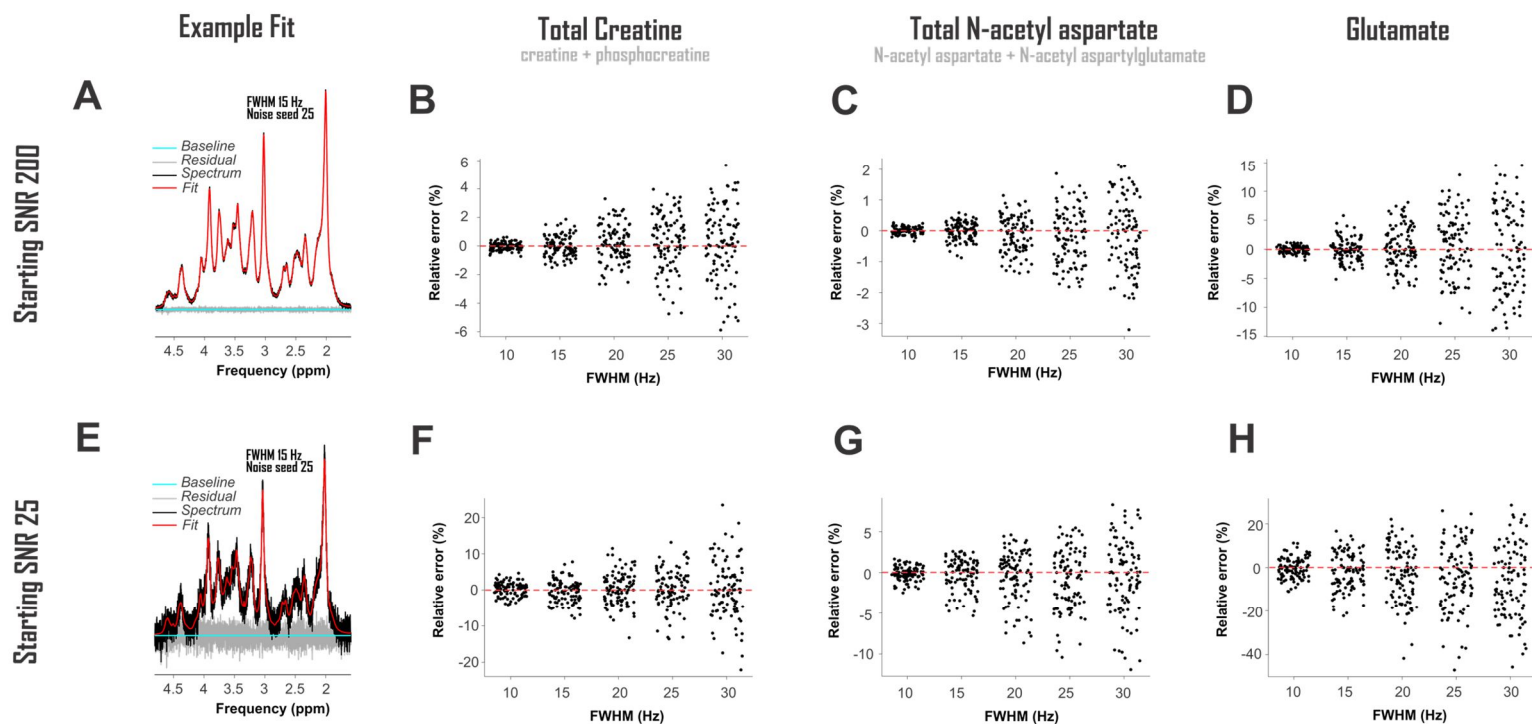 Example Fit
Total Creatine
creatine + phosphocreatine
Total N-acetyl aspartate
N-acetyl aspartate + N-acetyl aspartylglutamate
Glutamate
Starting SNR 200
A
FWHM 15 Hz
Noise seed 25
Baseline
Residual
Spectrum
Fit
4.5 4 3.5 3 2.5 2
Frequency (ppm)
B
Relative error (%)
6
4
2
0
-2
-4
-6
10 15 20 25 30
FWHM (Hz)
C
Relative error (%)
2
1
0
-1
-2
-3
10 15 20 25 30
FWHM (Hz)
D
Relative error (%)
15
10
5
0
-5
-10
-15
10 15 20 25 30
FWHM (Hz)
Starting SNR 25
E
FWHM 15 Hz
Noise seed 25
Baseline
Residual
Spectrum
Fit
4.5 4 3.5 3 2.5 2
Frequency (ppm)
F
Relative error (%)
20
10
0
-10
-20
10 15 20 25 30
FWHM (Hz)
G
Relative error (%)
5
0
-5
-10
10 15 20 25 30
FWHM (Hz)
H
Relative error (%)
20
0
-20
-40
10 15 20 25 30
FWHM (Hz)